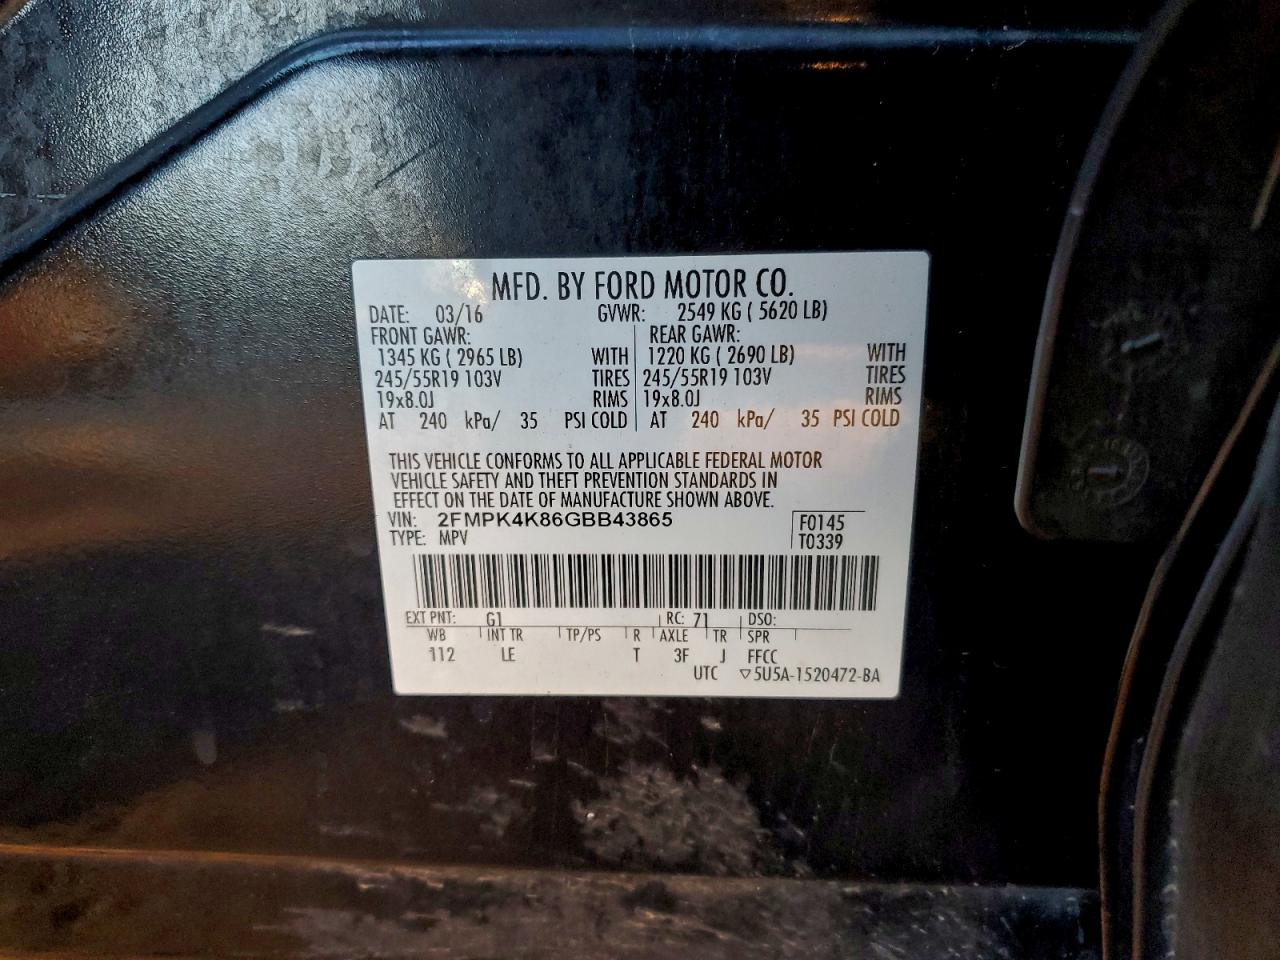 MFD. BY FORD MOTOR CO.
DATE: 03/16 GVWR: 2549 KG ( 5620 LB)
FRONT GAWR: REAR GAWR:
1345 KG ( 2965 LB) WITH 1220 KG ( 2690 LB) WITH
245/55R19 103V TIRES 245/55R19 103V TIRES
19x8.0J RIMS 19x8.0J RIMS
AT 240 kPa/ 35 PSI COLD AT 240 kPa/ 35 PSI COLD
THIS VEHICLE CONFORMS TO ALL APPLICABLE FEDERAL MOTOR
VEHICLE SAFETY AND THEFT PREVENTION STANDARDS IN
EFFECT ON THE DATE OF MANUFACTURE SHOWN ABOVE.
VIN: 2FMPK4K86GBB43865 F0145
TYPE: MPV T0339
EXT PNT: G1 RC: 71 DSO:
WB INT TR TP/PS R AXLE TR SPR
112 LE T 3F J FFCC
UTC ▽5U5A-1520472-BA